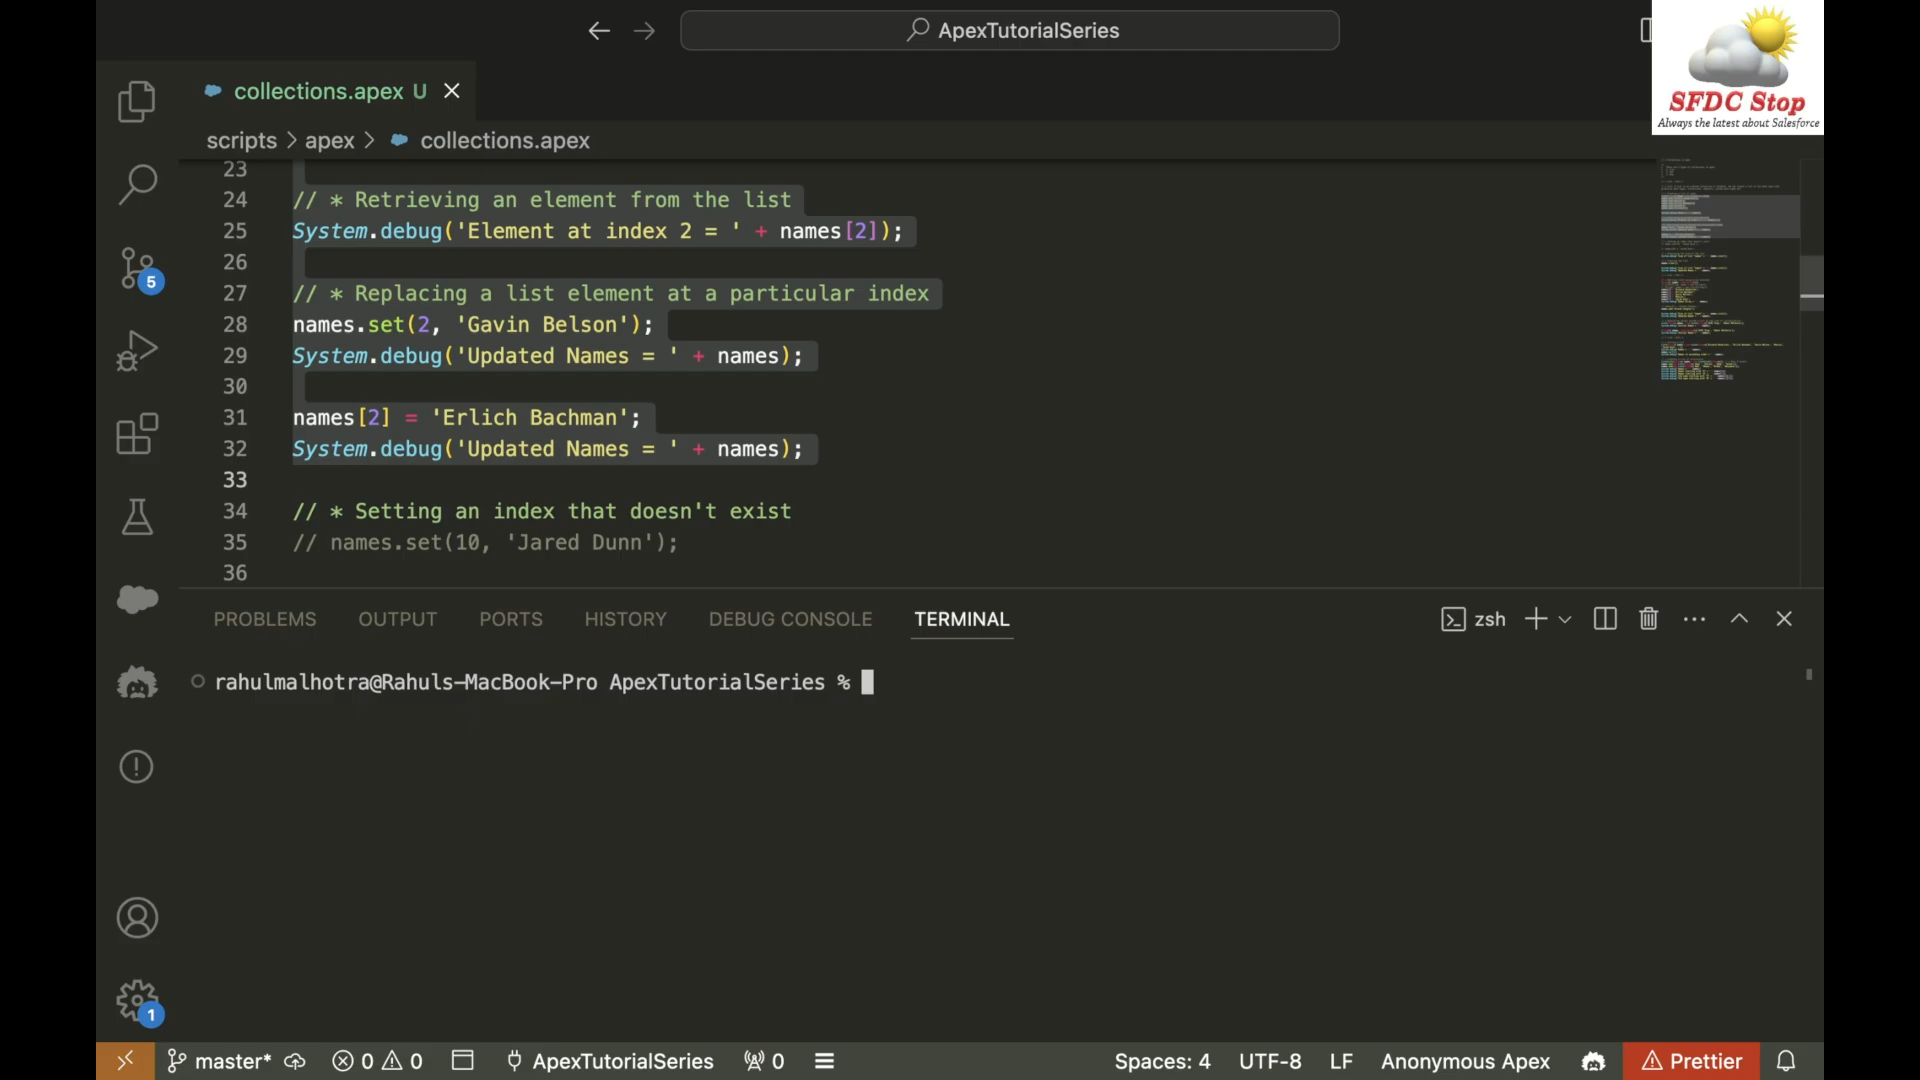 ApexTutorialSeries
SFDC Stop
Always the latest about Salesforce
collections.apex U
scripts > apex > collections.apex
23
24 // * Retrieving an element from the list
25 System.debug('Element at index 2 = ' + names[2]);
26
27 // * Replacing a list element at a particular index
28 names.set(2, 'Gavin Belson');
29 System.debug('Updated Names = ' + names);
30
31 names[2] = 'Erlich Bachman';
32 System.debug('Updated Names = ' + names);
33
34 // * Setting an index that doesn't exist
35 // names.set(10, 'Jared Dunn');
36
5
PROBLEMS OUTPUT PORTS HISTORY DEBUG CONSOLE TERMINAL zsh
rahulmalhotra@Rahuls-MacBook-Pro ApexTutorialSeries %
1
master* 0 0 ApexTutorialSeries 0 Spaces: 4 UTF-8 LF Anonymous Apex Prettier